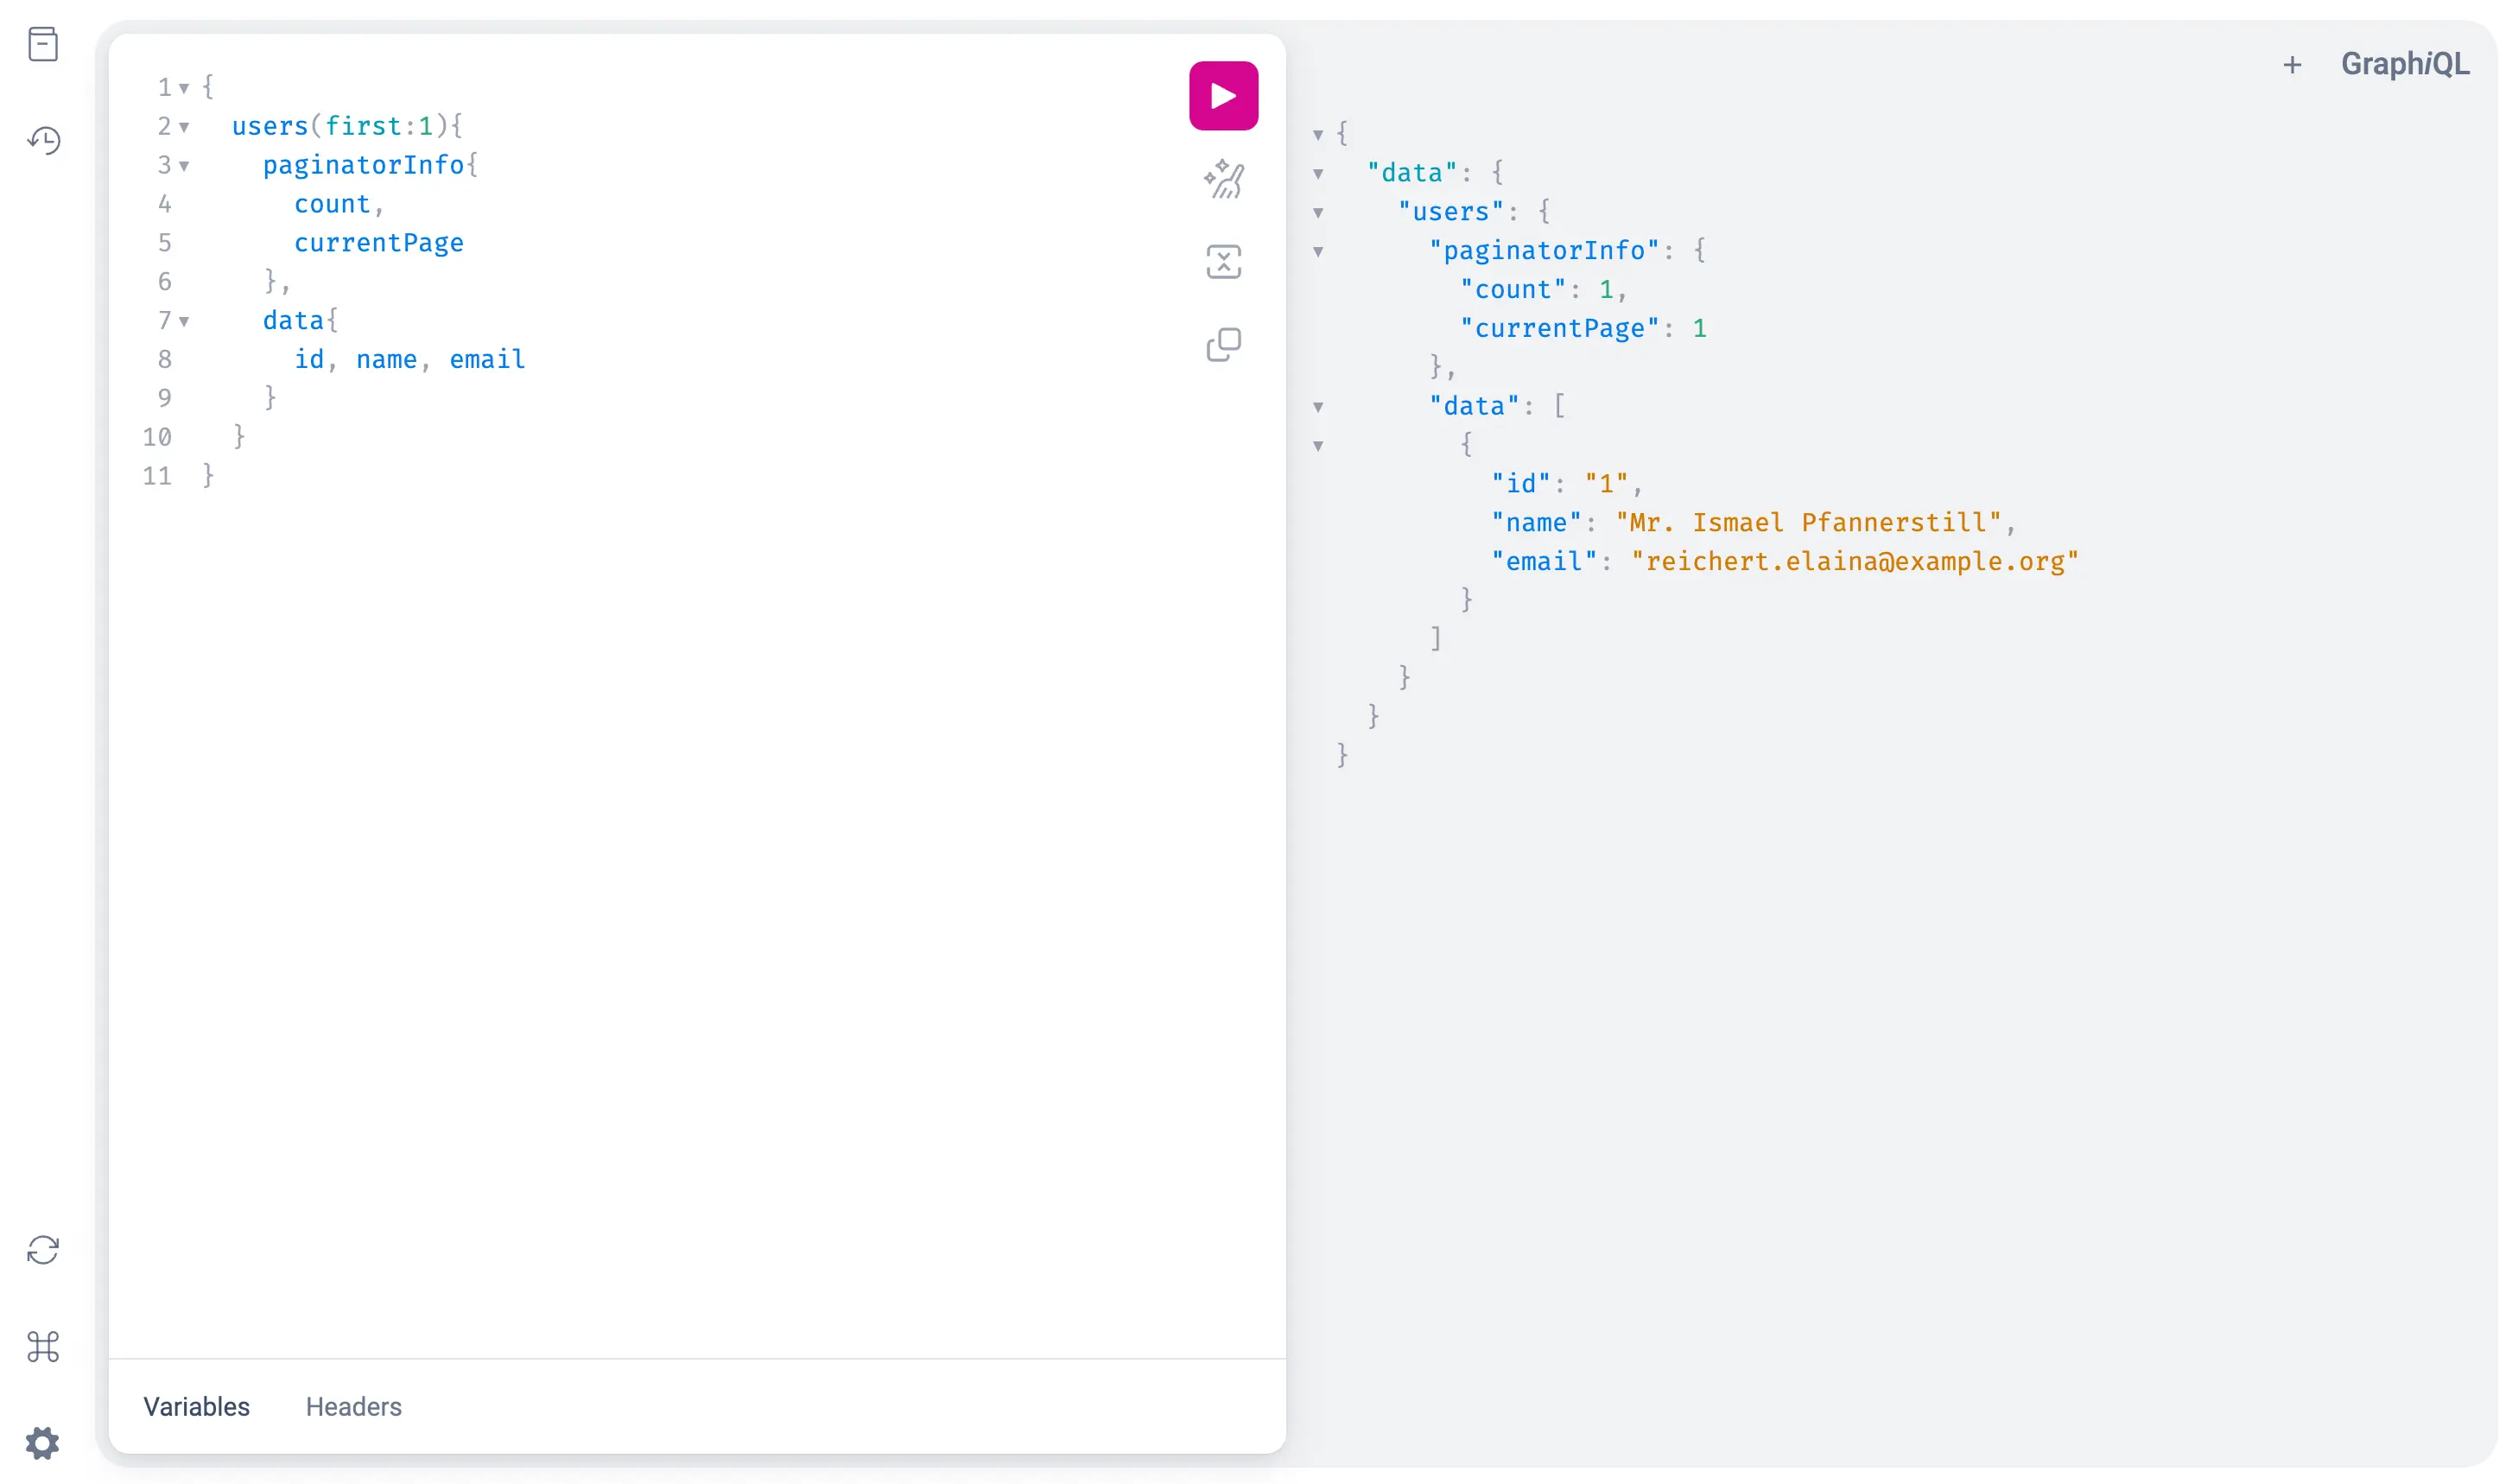 1 {
2 users(first:1){
3 paginatorInfo{
4 count,
5 currentPage
6 },
7 data{
8 id, name, email
9 }
10 }
11 }
Variables Headers
+ GraphiQL
{
"data": {
"users": {
"paginatorInfo": {
"count": 1,
"currentPage": 1
},
"data": [
{
"id": "1",
"name": "Mr. Ismael Pfannerstill",
"email": "reichert.elaina@example.org"
}
]
}
}
}